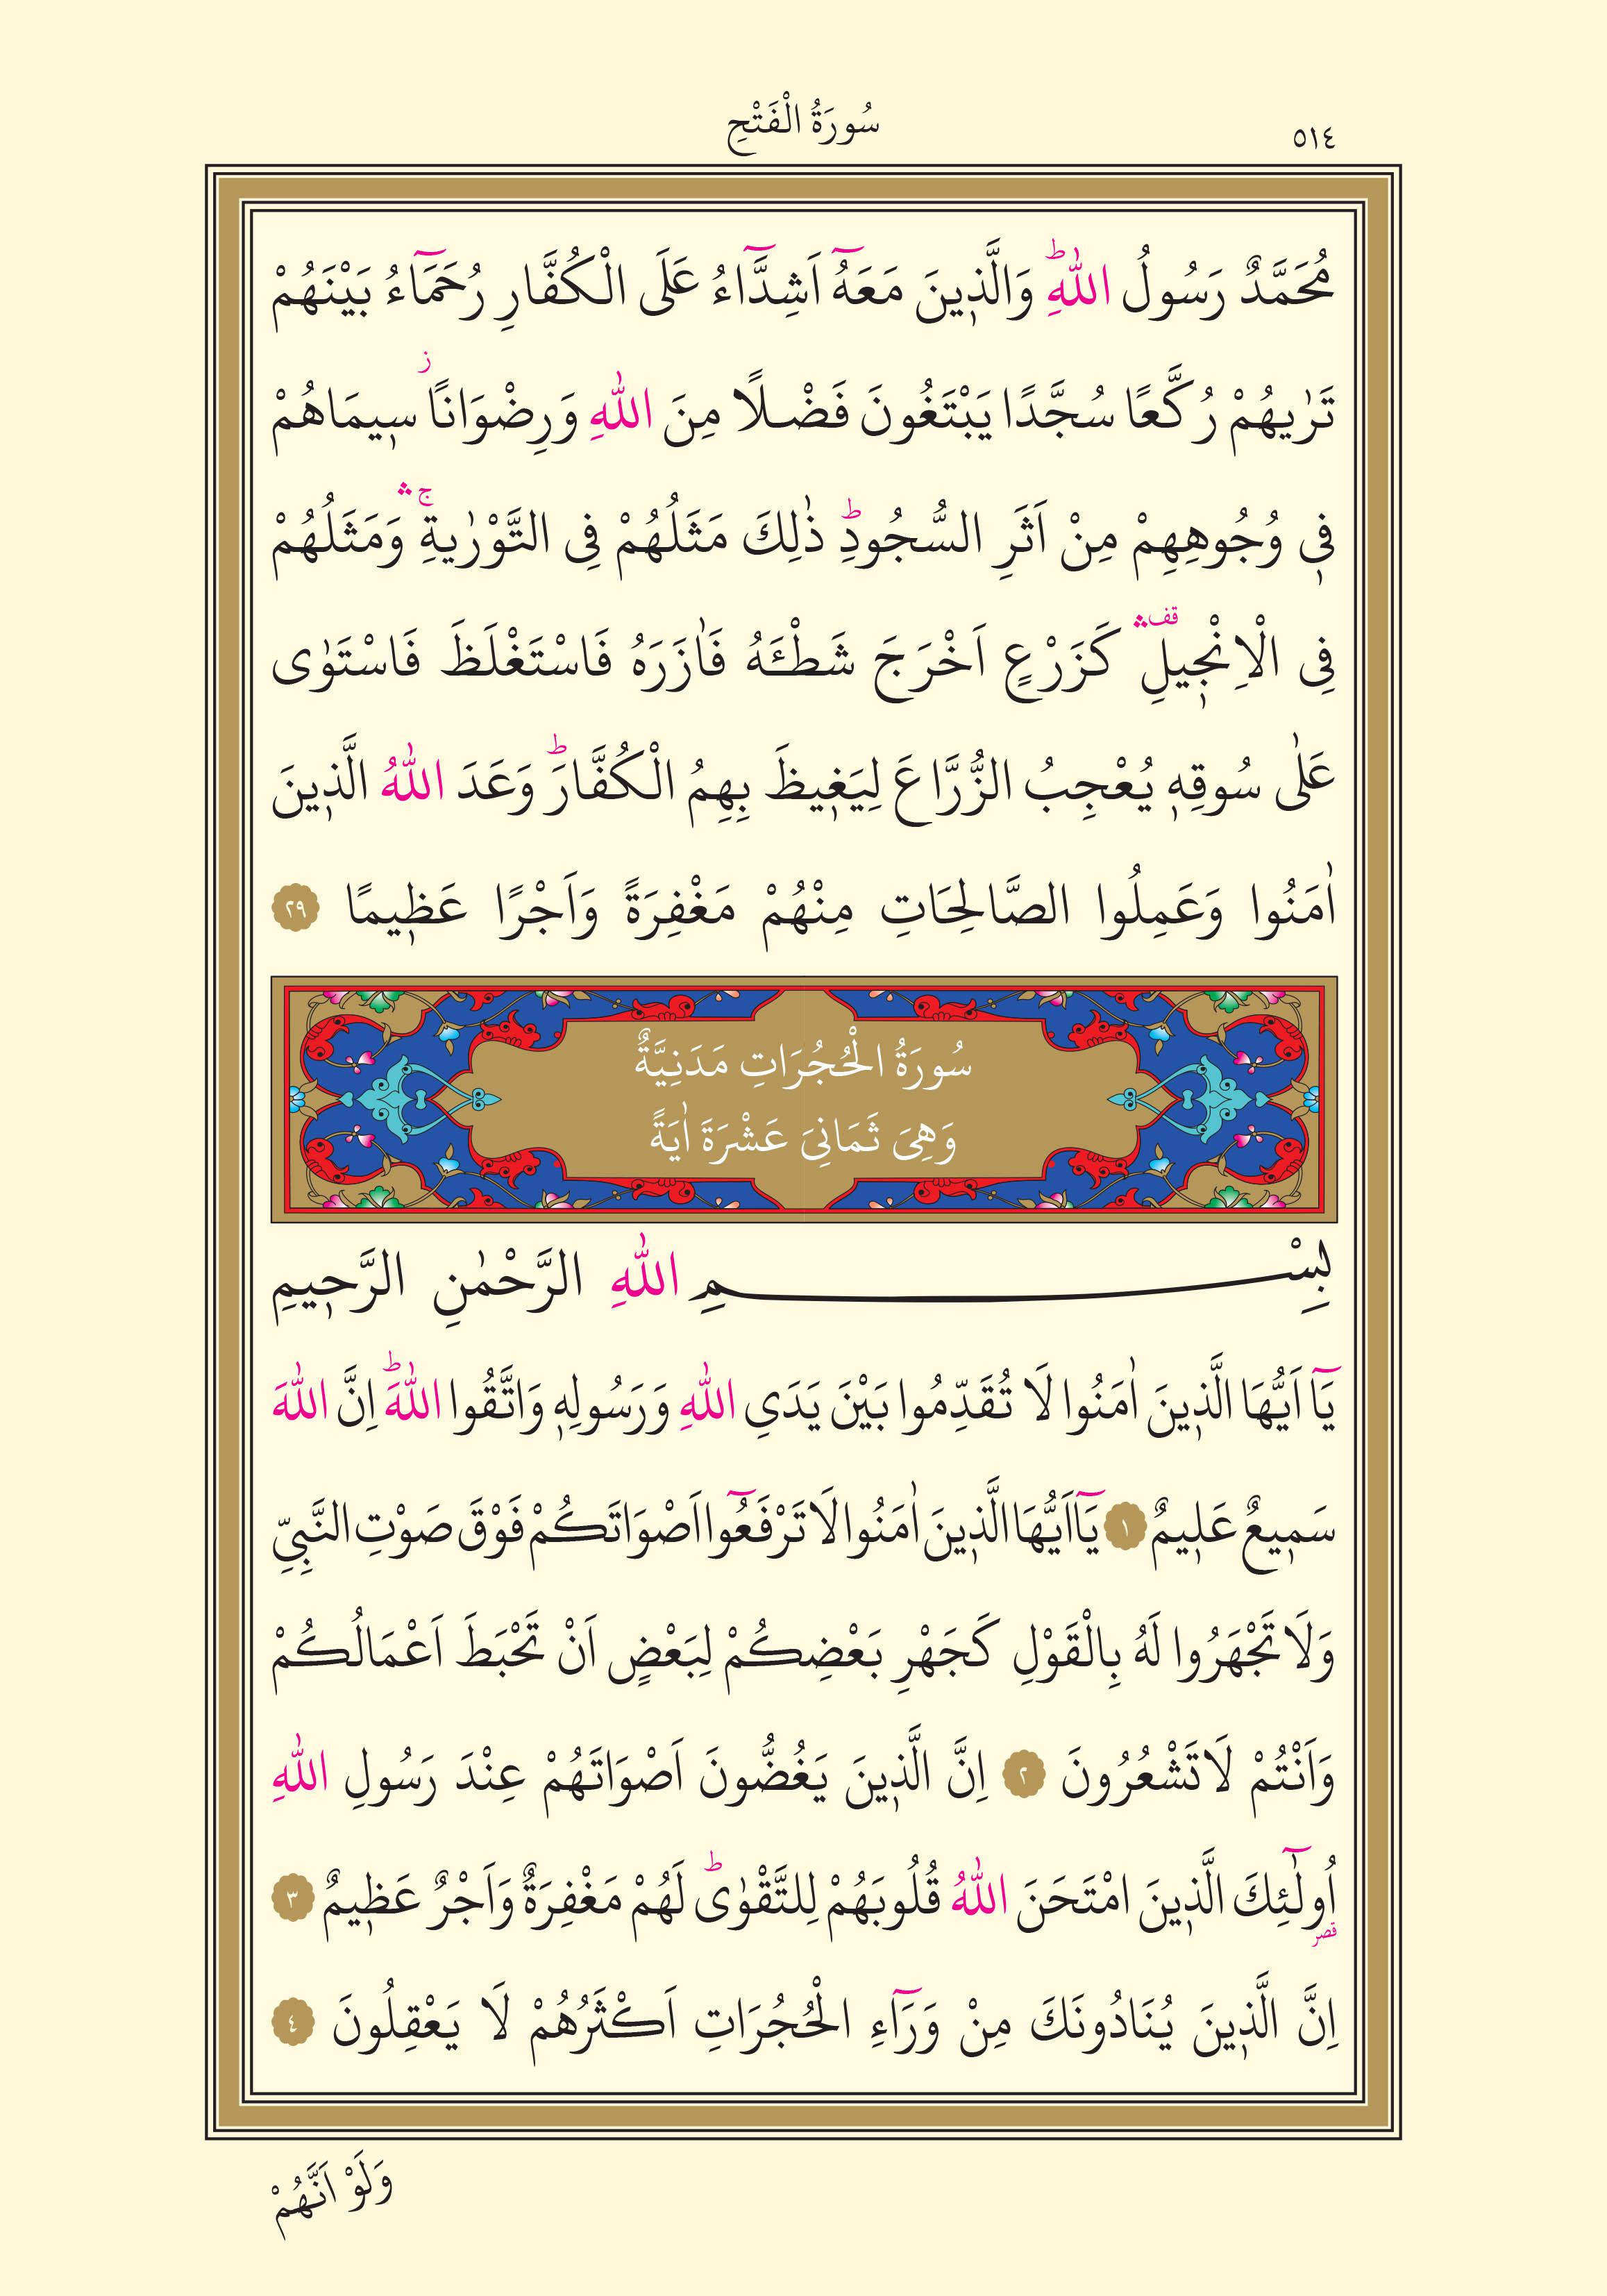 ٥١٤
سُورَةُ الْفَتْحِ
مُحَمَّدٌ رَسُولُ اللّٰهِۜ وَالَّذ۪ينَ مَعَهُٓ اَشِدَّٓاءُ عَلَى الْكُفَّارِ رُحَمَٓاءُ بَيْنَهُمْ
تَرٰيهُمْ رُكَّعًا سُجَّدًا يَبْتَغُونَ فَضْلًا مِنَ اللّٰهِ وَرِضْوَانًاۘ س۪يمَاهُمْ
ف۪ي وُجُوهِهِمْ مِنْ اَثَرِ السُّجُودِۜ ذٰلِكَ مَثَلُهُمْ فِي التَّوْرٰيةِۚۛ وَمَثَلُهُمْ
فِي الْاِنْج۪يلِ۠ۛ كَزَرْعٍ اَخْرَجَ شَطْـَٔهُ فَاٰزَرَهُ فَاسْتَغْلَظَ فَاسْتَوٰى
عَلٰى سُوقِه۪ يُعْجِبُ الزُّرَّاعَ لِيَغ۪يظَ بِهِمُ الْكُفَّارَۜ وَعَدَ اللّٰهُ الَّذ۪ينَ
اٰمَنُوا وَعَمِلُوا الصَّالِحَاتِ مِنْهُمْ مَغْفِرَةً وَاَجْرًا عَظ۪يمًا ٢٩
سُورَةُ الْحُجُرَاتِ مَدَنِيَّةٌ
وَهِيَ ثَمَانِيَ عَشْرَةَ اٰيَةً
بِسْمِ اللّٰهِ الرَّحْمٰنِ الرَّح۪يمِ
يَٓا اَيُّهَا الَّذ۪ينَ اٰمَنُوا لَا تُقَدِّمُوا بَيْنَ يَدَيِ اللّٰهِ وَرَسُولِه۪ وَاتَّقُوا اللّٰهَۜ اِنَّ اللّٰهَ
سَم۪يعٌ عَل۪يمٌ ١ يَٓا اَيُّهَا الَّذ۪ينَ اٰمَنُوا لَا تَرْفَعُٓوا اَصْوَاتَكُمْ فَوْقَ صَوْتِ النَّبِيِّ
وَلَا تَجْهَرُوا لَهُ بِالْقَوْلِ كَجَهْرِ بَعْضِكُمْ لِبَعْضٍ اَنْ تَحْبَطَ اَعْمَالُكُمْ
وَاَنْتُمْ لَا تَشْعُرُونَ ٢ اِنَّ الَّذ۪ينَ يَغُضُّونَ اَصْوَاتَهُمْ عِنْدَ رَسُولِ اللّٰهِ
اُو۬لٰٓئِكَ الَّذ۪ينَ امْتَحَنَ اللّٰهُ قُلُوبَهُمْ لِلتَّقْوٰىۜ لَهُمْ مَغْفِرَةٌ وَاَجْرٌ عَظ۪يمٌ ٣
اِنَّ الَّذ۪ينَ يُنَادُونَكَ مِنْ وَرَٓاءِ الْحُجُرَاتِ اَكْثَرُهُمْ لَا يَعْقِلُونَ ٤
وَلَوْ اَنَّهُمْ